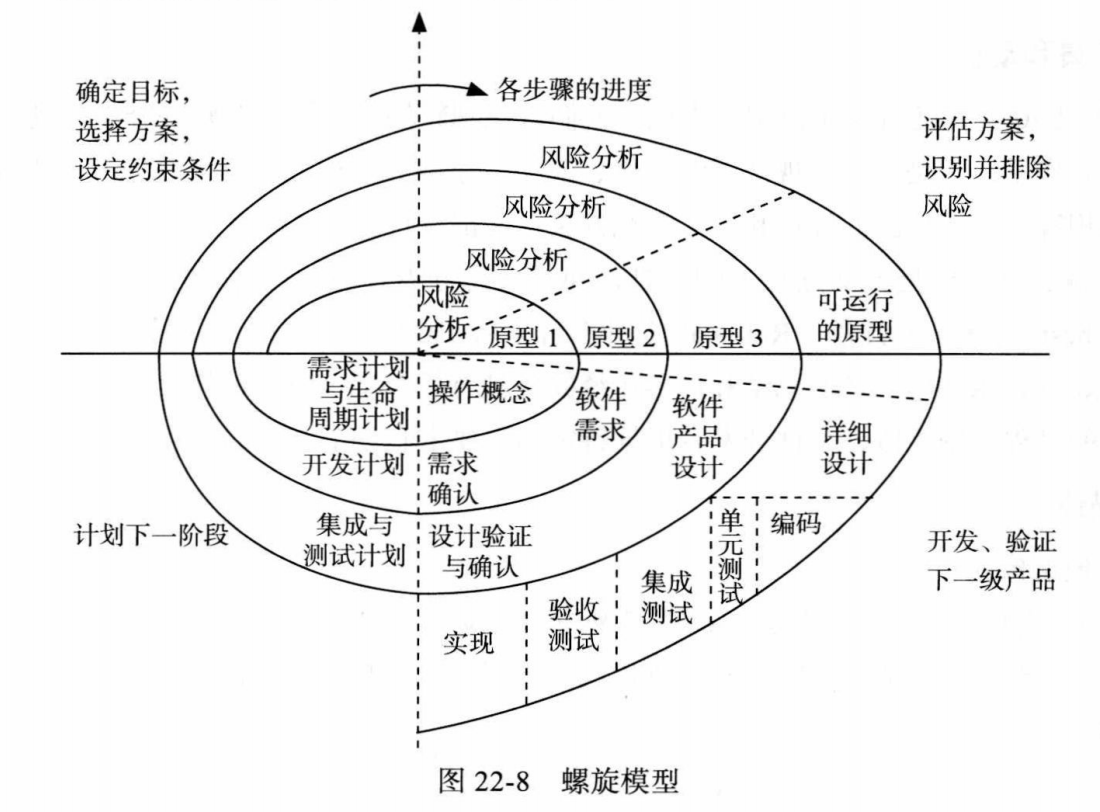 各步骤的进度
确定目标，
选择方案，
设定约束条件
评估方案，
识别并排除
风险
风险分析
风险分析
风险分析
风险
分析
原型 1
原型 2
原型 3
可运行
的原型
需求计划
与生命
周期计划
操作概念
软件
需求
软件
产品
设计
详细
设计
开发计划
需求
确认
计划下一阶段
集成与
测试计划
设计验证
与确认
单
元
测
试
编码
集成
测试
验收
测试
实现
开发、验证
下一级产品
图 22-8 螺旋模型